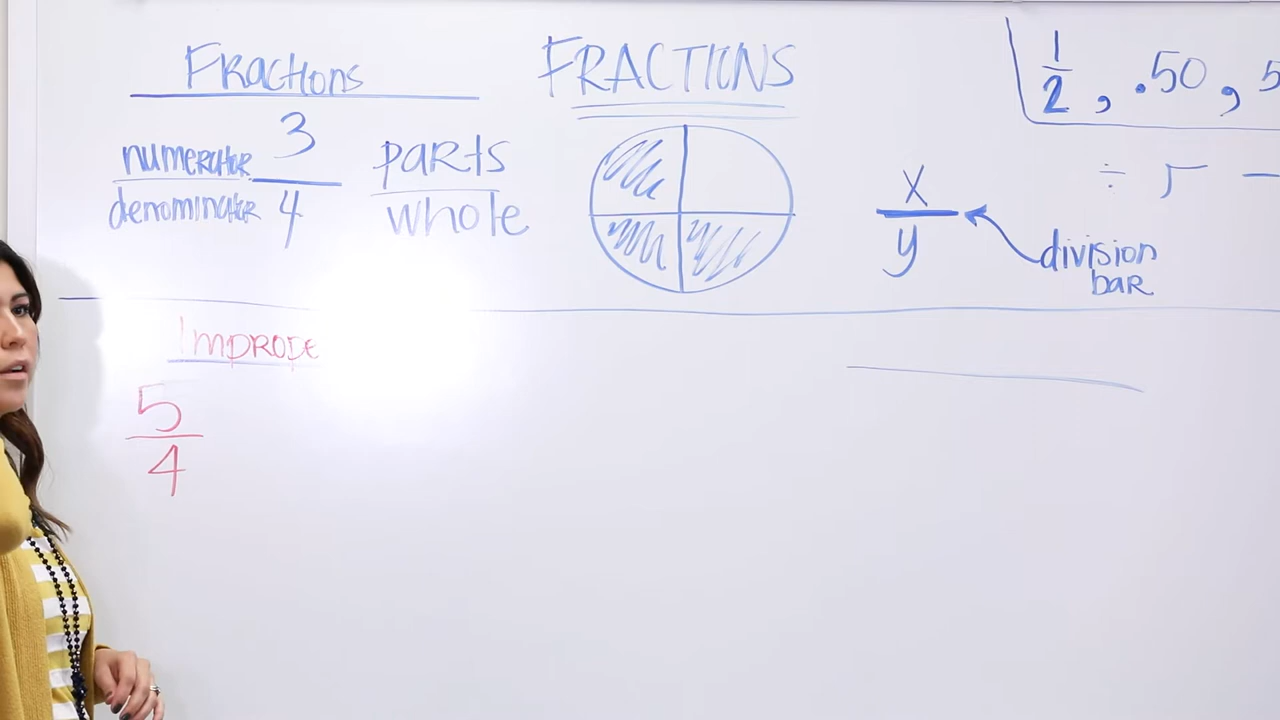 Fractions
numerator 3
denominator 4
parts
whole
FRACTIONS
1
2 , .50 , 5
÷
x
y
division
bar
Improper
5
4